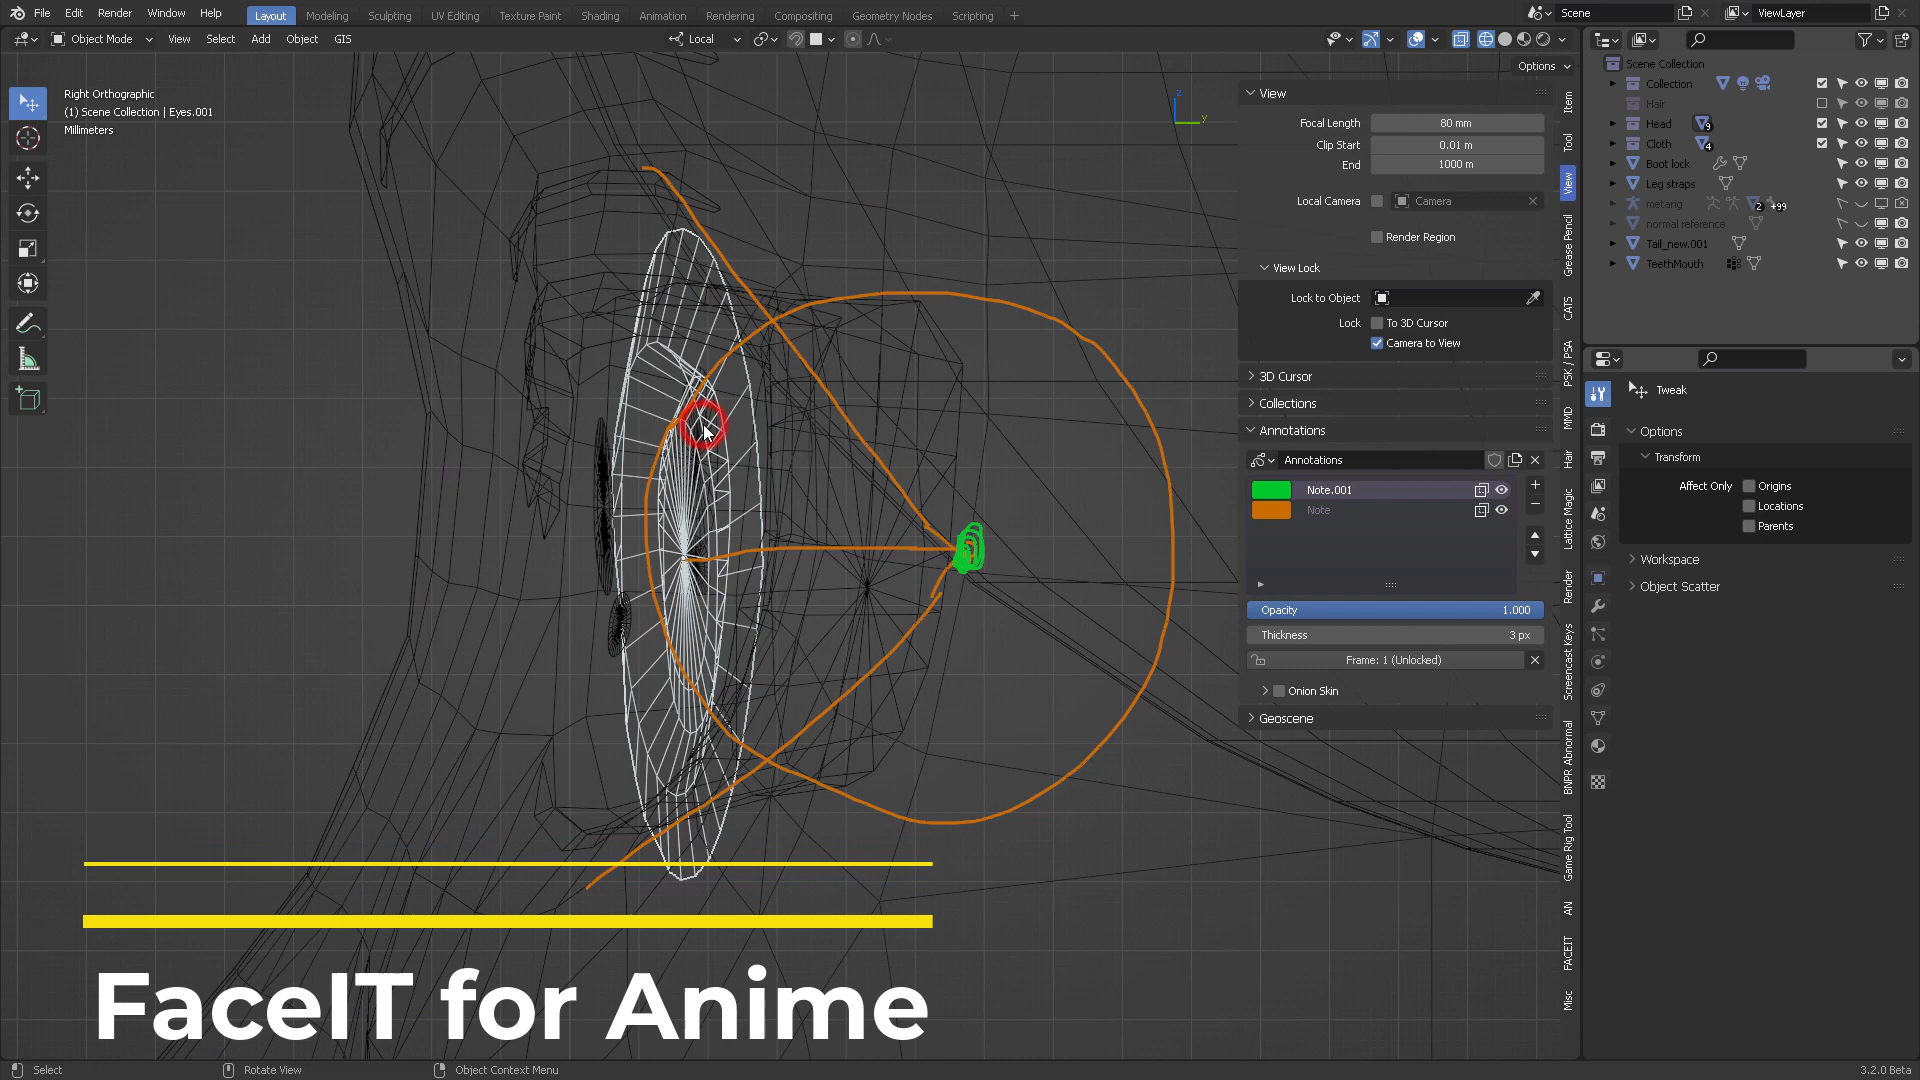 File Edit Render Window Help Layout Modeling Sculpting UV Editing Texture Paint Shading Animation Rendering Compositing Geometry Nodes Scripting + Scene ViewLayer
Object Mode View Select Add Object GIS Local
Options
Right Orthographic
(1) Scene Collection | Eyes.001
Millimeters
z
y
View
Focal Length 80 mm
Clip Start 0.01 m
End 1000 m
Local Camera Camera
Render Region
View Lock
Lock to Object
Lock To 3D Cursor
Camera to View
3D Cursor
Collections
Annotations
Annotations
Note.001
Note
Opacity 1.000
Thickness 3 px
Frame: 1 (Unlocked)
Onion Skin
Geoscene
Item
Tool
View
Grease Pencil
CATS
PSK / PSA
MMD
Hair
Lattice Magic
Render
Screencast Keys
BNPR Abnormal
Game Rig Tool
AN
FACEIT
Misc
Scene Collection
Collection
Hair
Head 9
Cloth 4
Boot lock
Leg straps
metarig 2 +99
normal reference
Tail_new.001
TeethMouth
Tweak
Options
Transform
Affect Only Origins
Locations
Parents
Workspace
Object Scatter
FaceIT for Anime
Select Rotate View Object Context Menu 3.2.0 Beta